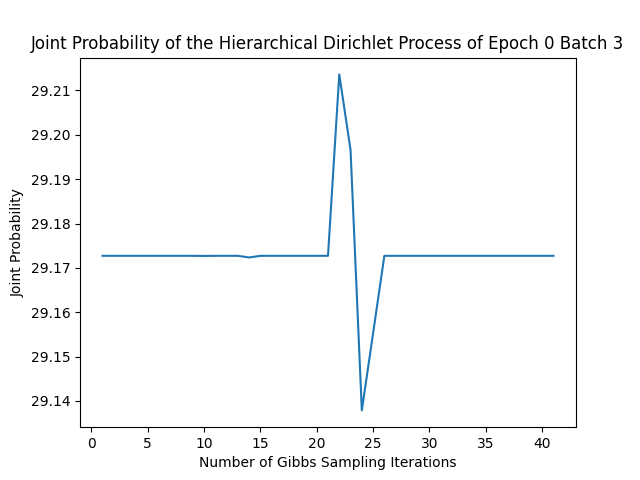 Joint Probability of the Hierarchical Dirichlet Process of Epoch 0 Batch 3
29.21
29.20
29.19
29.18
29.17
29.16
29.15
29.14
Joint Probability
0 5 10 15 20 25 30 35 40
Number of Gibbs Sampling Iterations